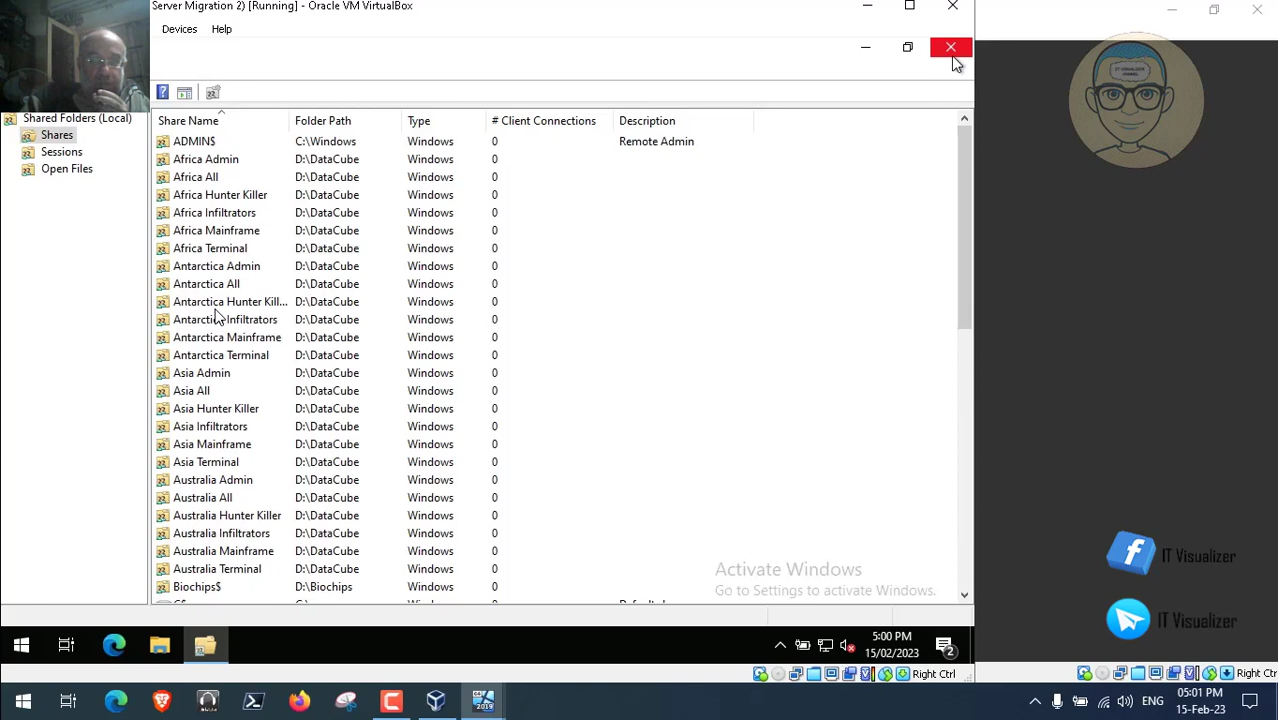 Server Migration 2) [Running] - Oracle VM VirtualBox
Devices Help
IT VISUALIZER
CHANNEL
Shared Folders (Local)
Shares
Sessions
Open Files
Share Name Folder Path Type # Client Connections Description
ADMIN$ C:\Windows Windows 0 Remote Admin
Africa Admin D:\DataCube Windows 0
Africa All D:\DataCube Windows 0
Africa Hunter Killer D:\DataCube Windows 0
Africa Infiltrators D:\DataCube Windows 0
Africa Mainframe D:\DataCube Windows 0
Africa Terminal D:\DataCube Windows 0
Antarctica Admin D:\DataCube Windows 0
Antarctica All D:\DataCube Windows 0
Antarctica Hunter Kill... D:\DataCube Windows 0
Antarctica Infiltrators D:\DataCube Windows 0
Antarctica Mainframe D:\DataCube Windows 0
Antarctica Terminal D:\DataCube Windows 0
Asia Admin D:\DataCube Windows 0
Asia All D:\DataCube Windows 0
Asia Hunter Killer D:\DataCube Windows 0
Asia Infiltrators D:\DataCube Windows 0
Asia Mainframe D:\DataCube Windows 0
Asia Terminal D:\DataCube Windows 0
Australia Admin D:\DataCube Windows 0
Australia All D:\DataCube Windows 0
Australia Hunter Killer D:\DataCube Windows 0
Australia Infiltrators D:\DataCube Windows 0
Australia Mainframe D:\DataCube Windows 0
Australia Terminal D:\DataCube Windows 0
Biochips$ D:\Biochips Windows 0
Activate Windows
Go to Settings to activate Windows.
IT Visualizer
IT Visualizer
5:00 PM
15/02/2023
2
Right Ctrl
Right Ctrl
2019
ENG
05:01 PM
15-Feb-23